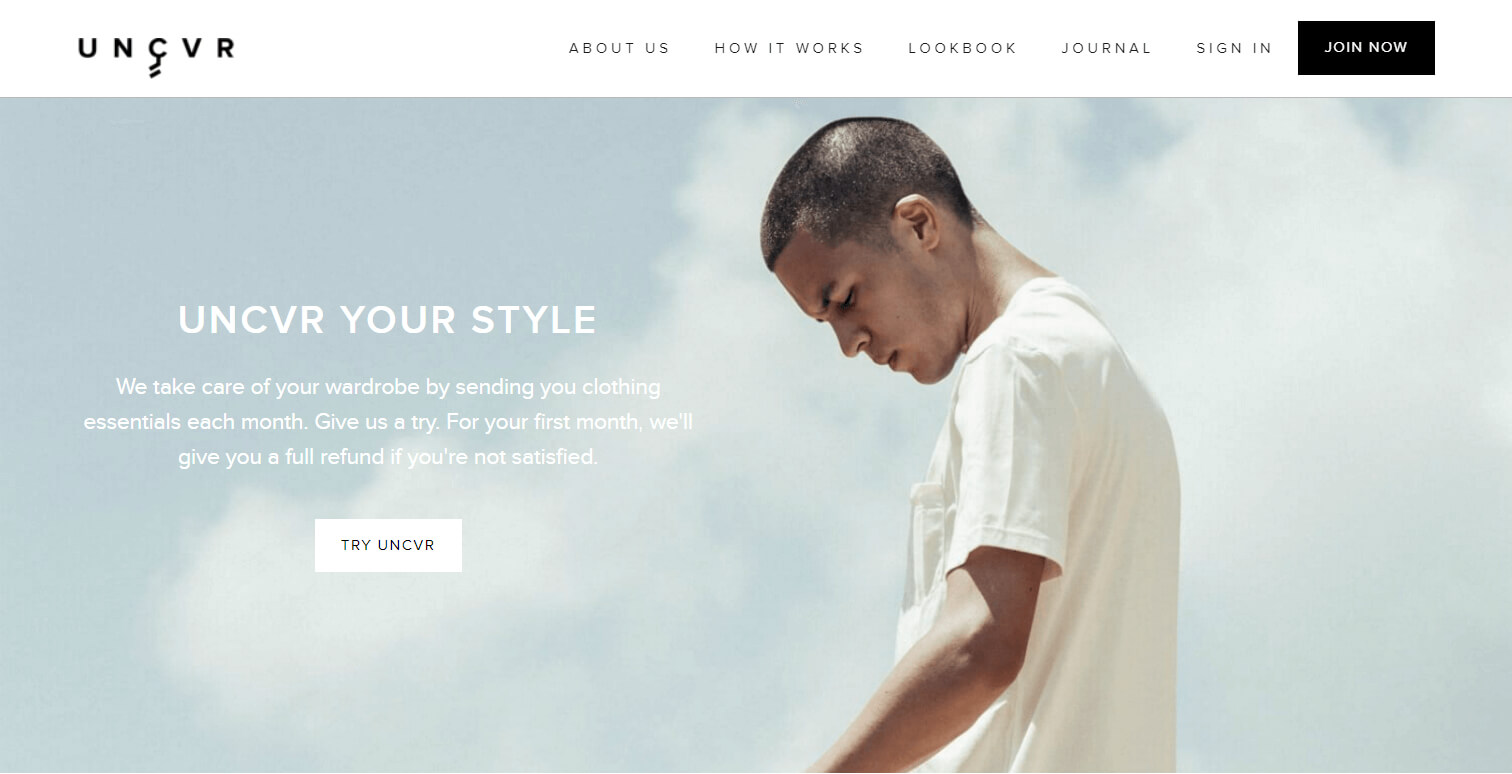 UNCVR
ABOUT US
HOW IT WORKS
LOOKBOOK
JOURNAL
SIGN IN
JOIN NOW
UNCVR YOUR STYLE
We take care of your wardrobe by sending you clothing
essentials each month. Give us a try. For your first month, we'll
give you a full refund if you're not satisfied.
TRY UNCVR